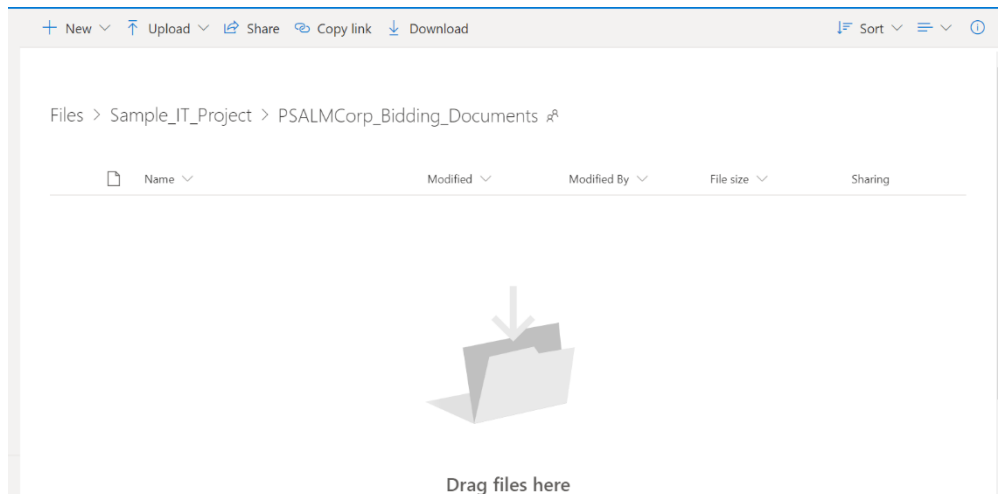 New Upload Share Copy link Download Sort
Files > Sample_IT_Project > PSALMCorp_Bidding_Documents
Name Modified Modified By File size Sharing
Drag files here